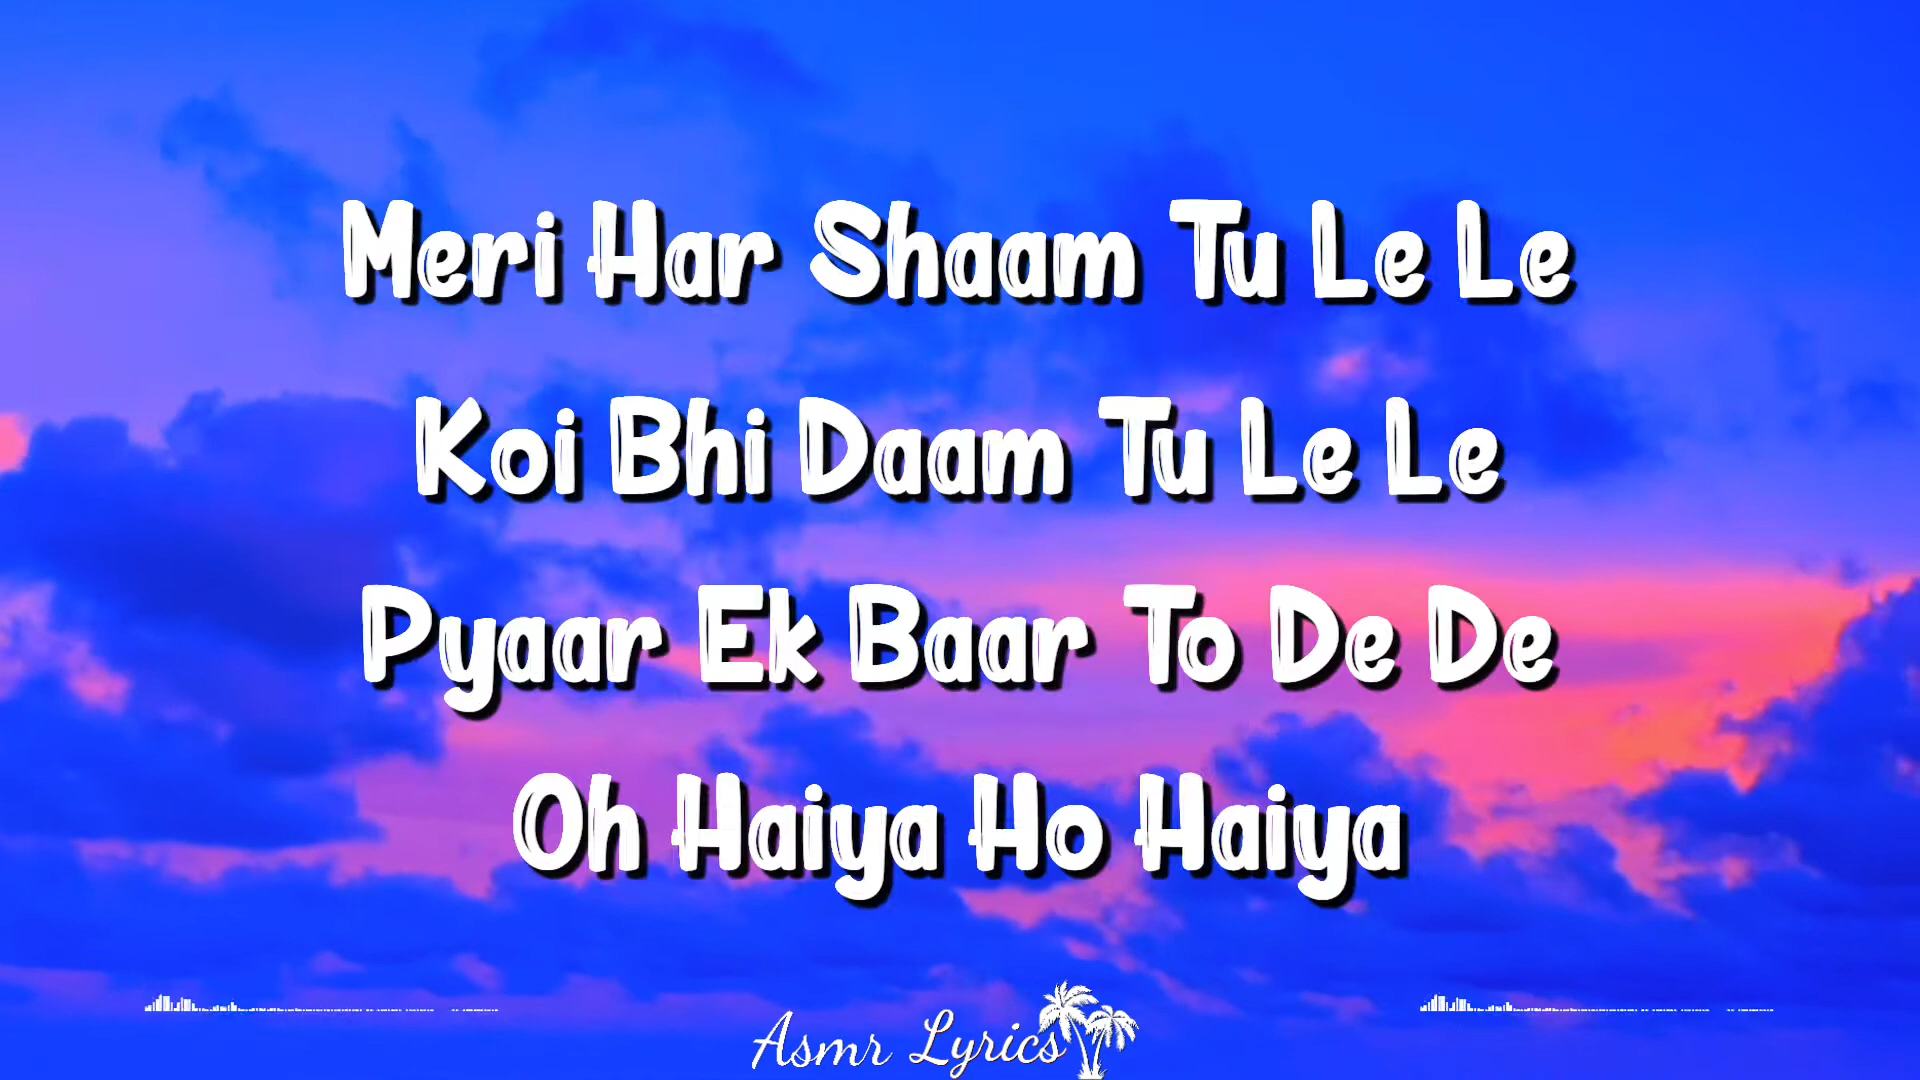 Meri Har Shaam Tu Le Le
Koi Bhi Daam Tu Le Le
Pyaar Ek Baar To De De
Oh Haiya Ho Haiya
Asmr Lyrics